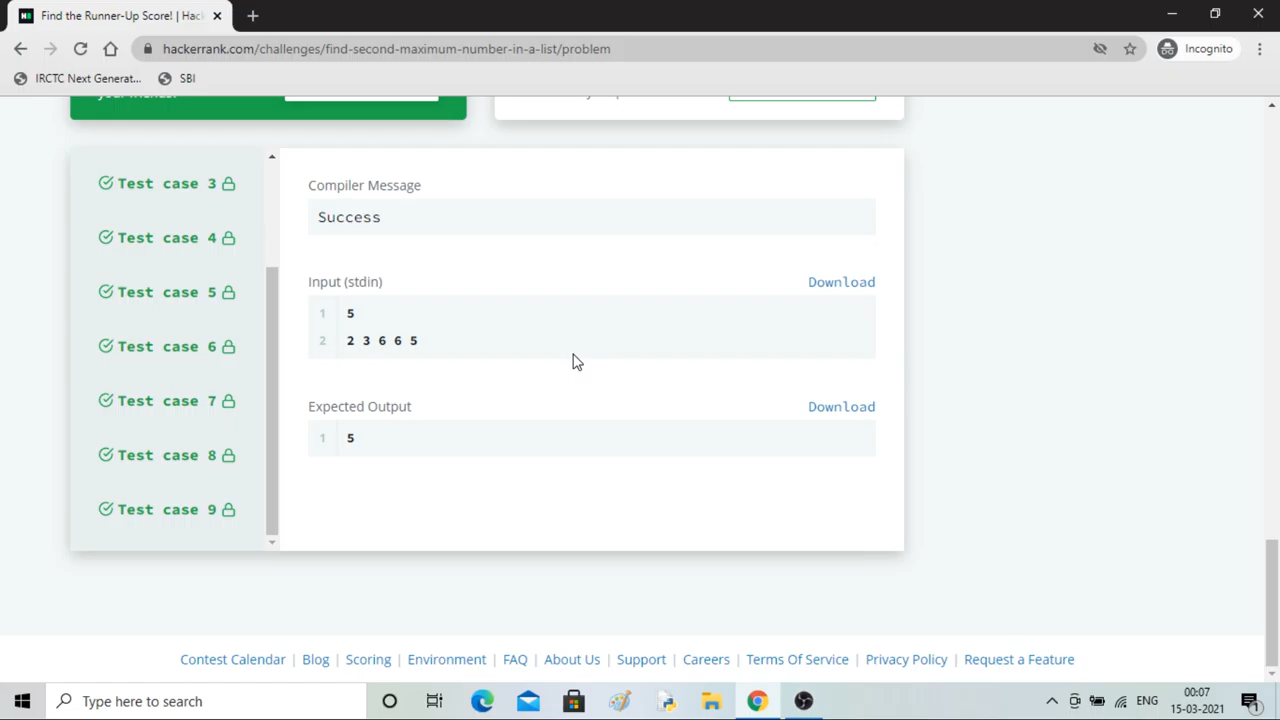 Find the Runner-Up Score! | Hac
hackerrank.com/challenges/find-second-maximum-number-in-a-list/problem
Incognito
IRCTC Next Generat... SBI
Compiler Message
Success
Input (stdin) Download
1 5
2 2 3 6 6 5
Expected Output Download
1 5
Test case 3
Test case 4
Test case 5
Test case 6
Test case 7
Test case 8
Test case 9
Contest Calendar | Blog | Scoring | Environment | FAQ | About Us | Support | Careers | Terms Of Service | Privacy Policy | Request a Feature
Type here to search
ENG
00:07
15-03-2021
1